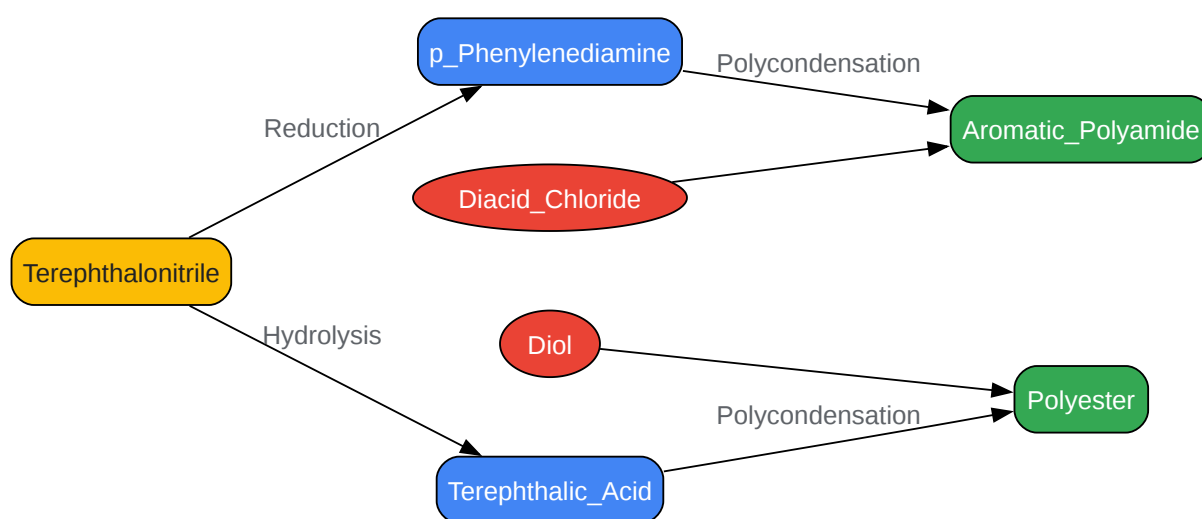 p_Phenylenediamine
Polycondensation
Aromatic_Polyamide
Reduction
Diacid_Chloride
Terephthalonitrile
Hydrolysis
Diol
Polyester
Polycondensation
Terephthalic_Acid